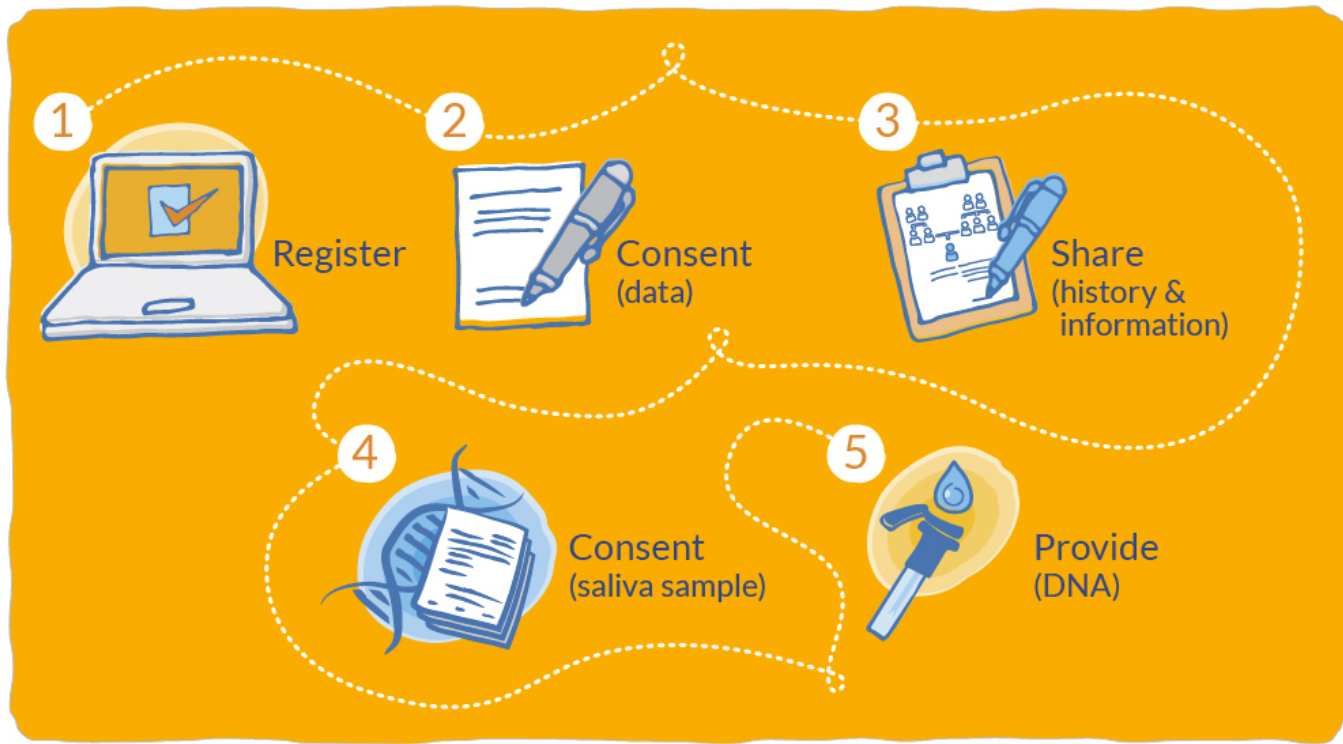 1
Register
2
Consent
(data)
3
Share
(history &
information)
4
Consent
(saliva sample)
5
Provide
(DNA)